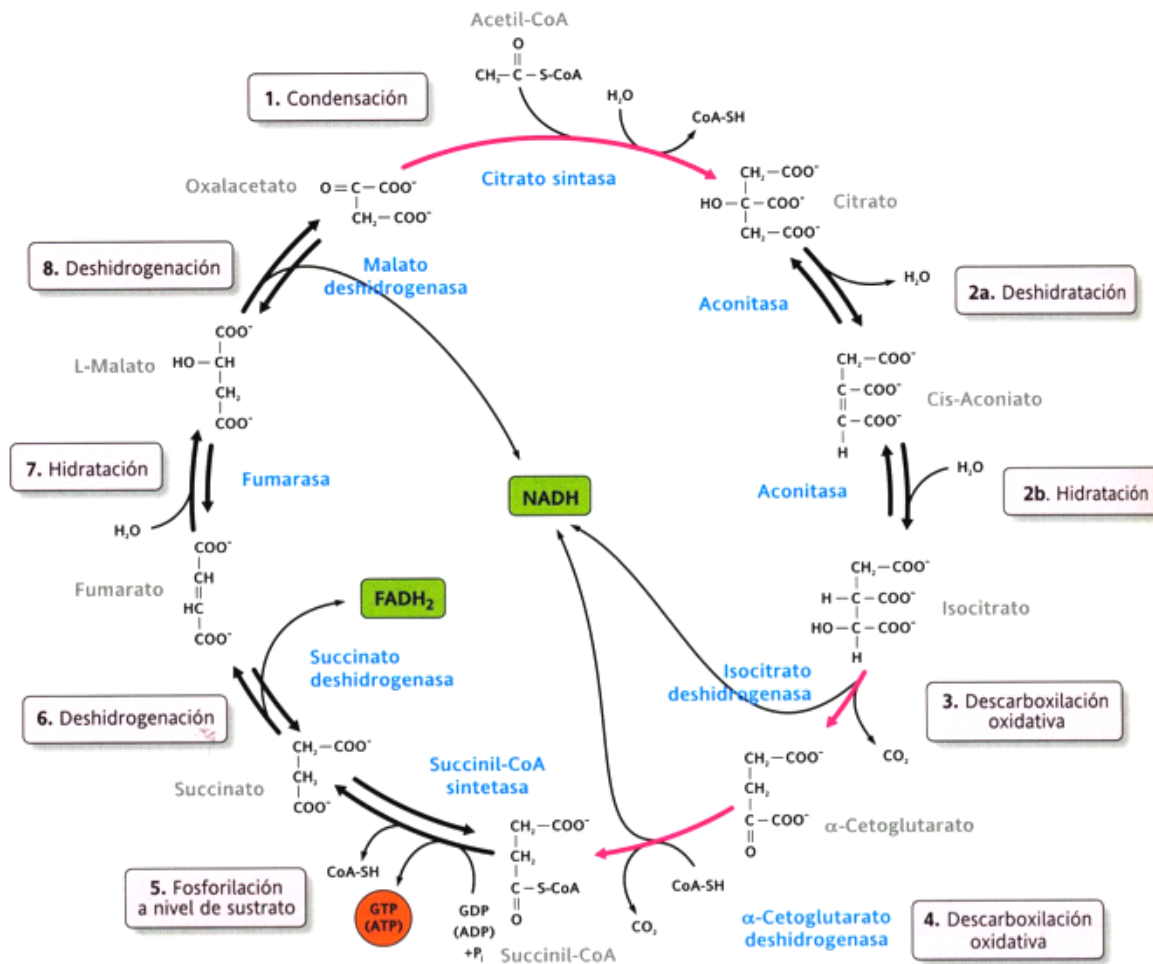 Acetil-CoA
O
||
CH₃ — C — S-CoA
1. Condensación
H₂O
CoA-SH
Citrato sintasa
Oxalacetato
O = C — COO⁻
CH₂ — COO⁻
CH₂ — COO⁻
HO — C — COO⁻
CH₂ — COO⁻
Citrato
8. Deshidrogenación
Malato
deshidrogenasa
H₂O
2a. Deshidratación
Aconitasa
L-Malato
COO⁻
HO — CH
CH₂
COO⁻
CH₂ — COO⁻
C — COO⁻
||
C — COO⁻
H
Cis-Aconiato
7. Hidratación
Fumarasa
H₂O
NADH
Aconitasa
H₂O
2b. Hidratación
Fumarato
COO⁻
CH
||
HC
COO⁻
FADH₂
CH₂ — COO⁻
H — C — COO⁻
HO — C — COO⁻
H
Isocitrato
Succinato
deshidrogenasa
Isocitrato
deshidrogenasa
6. Deshidrogenación
3. Descarboxilación
oxidativa
CO₂
Succinato
CH₂ — COO⁻
CH₂
COO⁻
Succinil-CoA
sintetasa
CH₂ — COO⁻
CH₂
C — COO⁻
||
O
α-Cetoglutarato
5. Fosforilación
a nivel de sustrato
CoA-SH
GTP
(ATP)
GDP
(ADP)
+Pᵢ
CH₂ — COO⁻
CH₂
C — S-CoA
||
O
Succinil-CoA
CO₂
CoA-SH
α-Cetoglutarato
deshidrogenasa
4. Descarboxilación
oxidativa